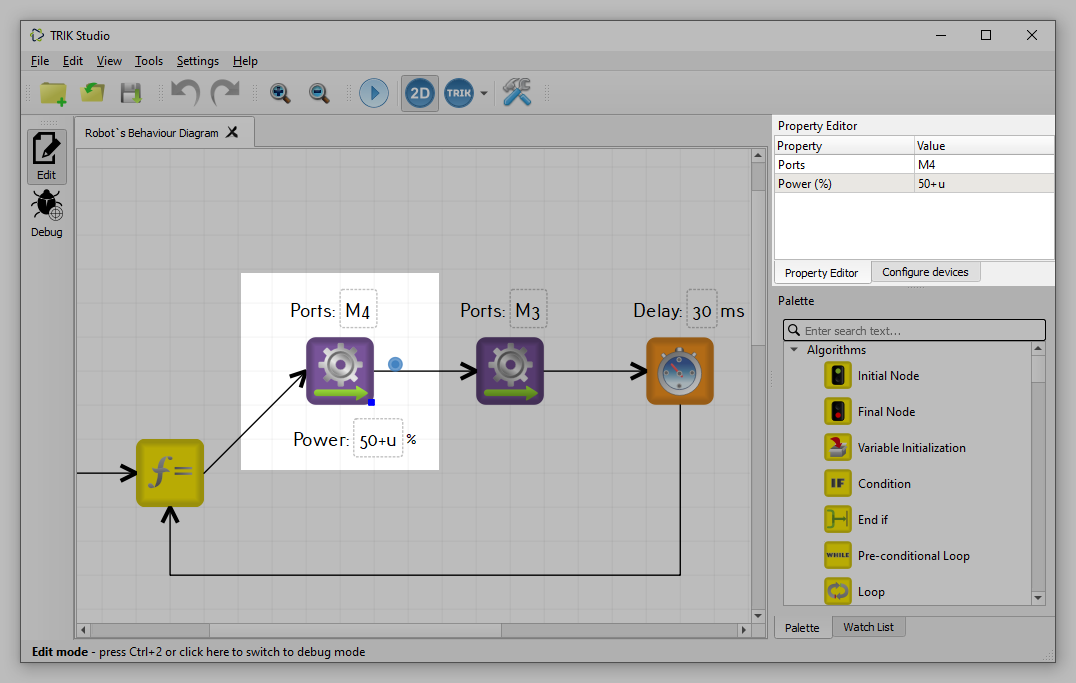 TRIK Studio
File Edit View Tools Settings Help
2D TRIK
Robot`s Behaviour Diagram
Edit
Debug
Ports: M4
Ports: M3
Delay: 30 ms
Power: 50+u %
f=
Property Editor
Property Value
Ports M4
Power (%) 50+u
Property Editor Configure devices
Palette
Enter search text...
Algorithms
Initial Node
Final Node
Variable Initialization
IF Condition
End if
WHILE Pre-conditional Loop
Loop
Palette Watch List
Edit mode - press Ctrl+2 or click here to switch to debug mode